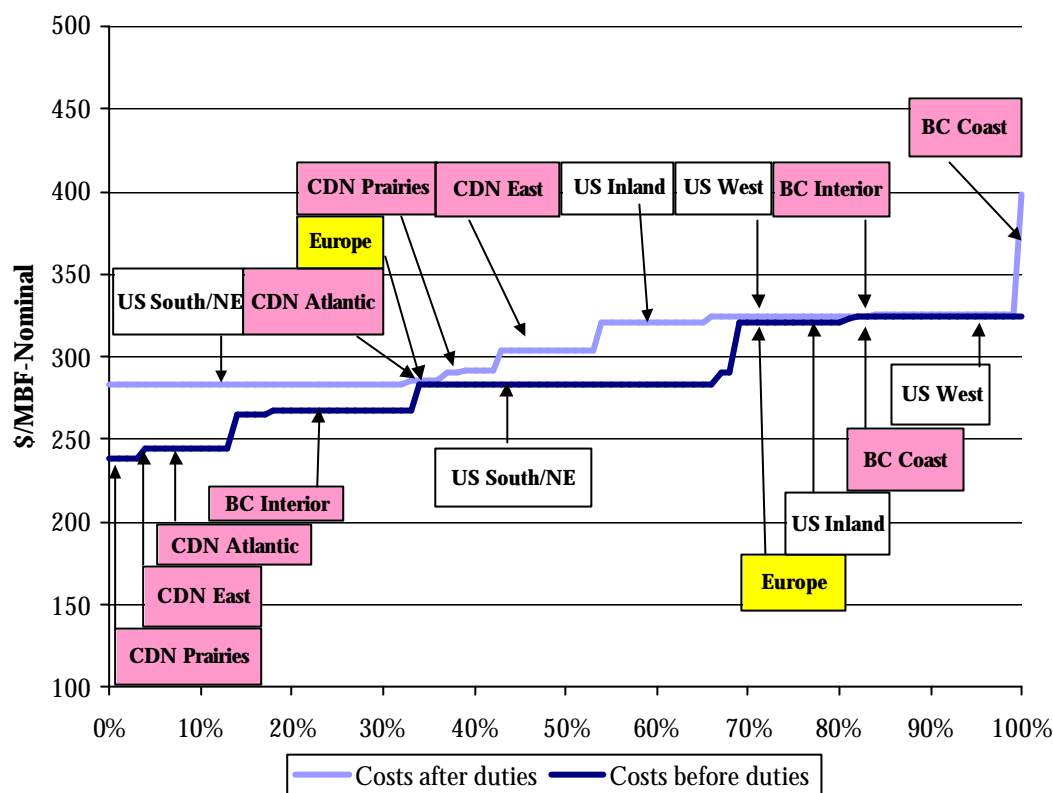 500
450
400
350
300
250
200
150
100
$/MBF-Nominal
BC Coast
CDN Prairies
CDN East
US Inland
US West
BC Interior
Europe
US South/NE
CDN Atlantic
US West
BC Coast
US South/NE
BC Interior
US Inland
CDN Atlantic
Europe
CDN East
CDN Prairies
0% 10% 20% 30% 40% 50% 60% 70% 80% 90% 100%
Costs after duties Costs before duties